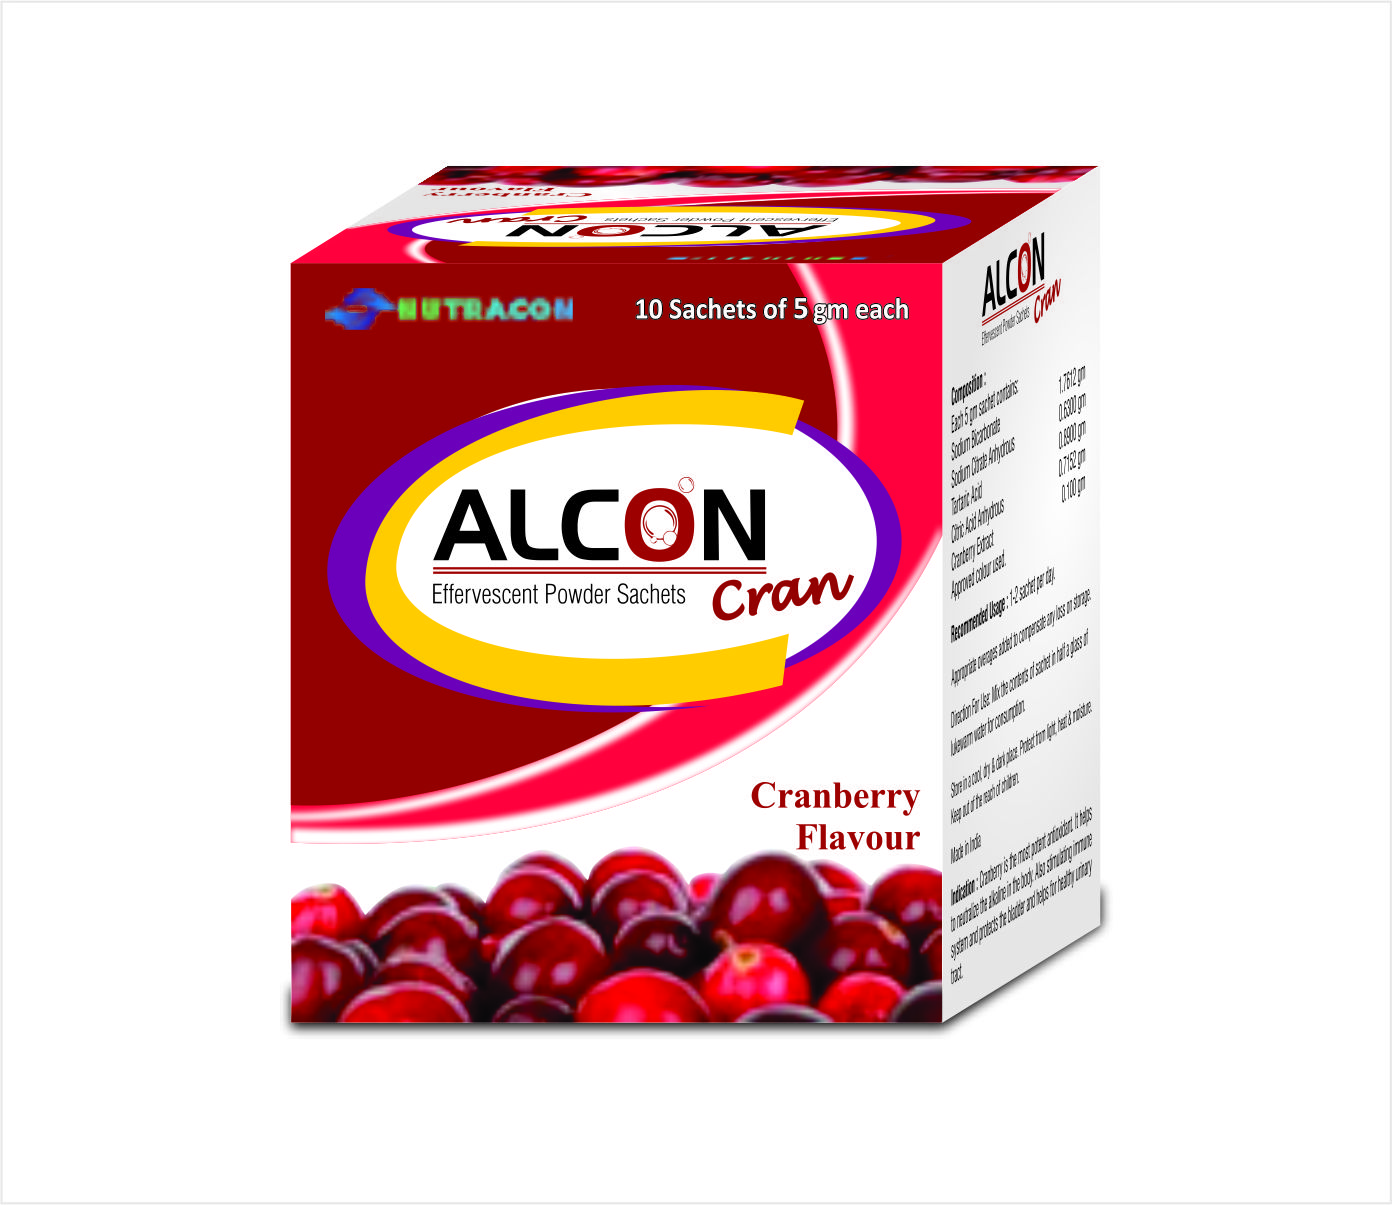 Cranberry
Flavour
ALCON
Effervescent Powder Sachets
Cran
NUTRACON
10 Sachets of 5 gm each
ALCON
Effervescent Powder Sachets
Cran
Cranberry
Flavour
ALCON
Effervescent Powder Sachets
Cran
Composition :
Each 5 gm sachet contains:
Sodium Bicarbonate 1.7612 gm
Sodium Citrate Anhydrous 0.6300 gm
Tartaric Acid 0.8900 gm
Citric Acid Anhydrous 0.7152 gm
Cranberry Extract 0.100 gm
Approved colour used.
Recommended Usage : 1-2 sachet per day.
Appropriate overages added to compensate any loss on storage.
Direction For Use: Mix the contents of sachet in half a glass of
lukewarm water for consumption.
Store in a cool, dry & dark place. Protect from light, heat & moisture.
Keep out of the reach of children.
Made in India
Indication : Cranberry is the most potent antinoxidant. It helps
to neutralize the alkaline in the body. Also stimulating immune
system and protects the bladder and helps for healthy urinary
tract.